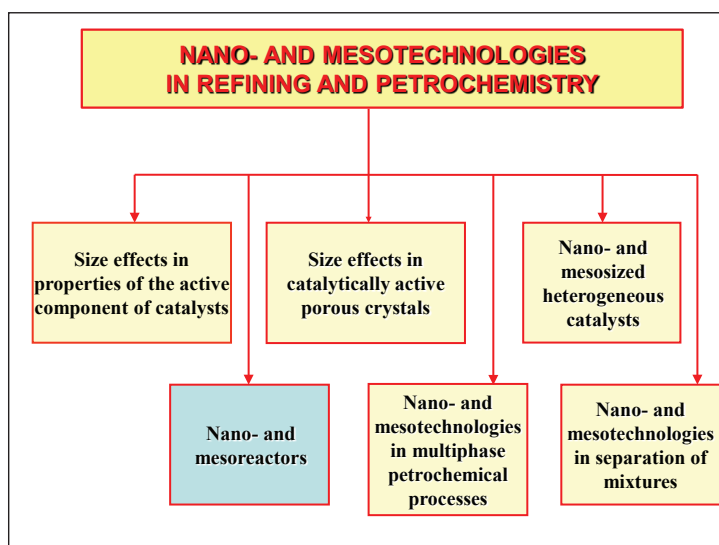 NANO- AND MESOTECHNOLOGIES
IN REFINING AND PETROCHEMISTRY
Size effects in
properties of the active
component of catalysts
Size effects in
catalytically active
porous crystals
Nano- and
mesosized
heterogeneous
catalysts
Nano- and
mesoreactors
Nano- and
mesotechnologies
in multiphase
petrochemical
processes
Nano- and
mesotechnologies
in separation of
mixtures